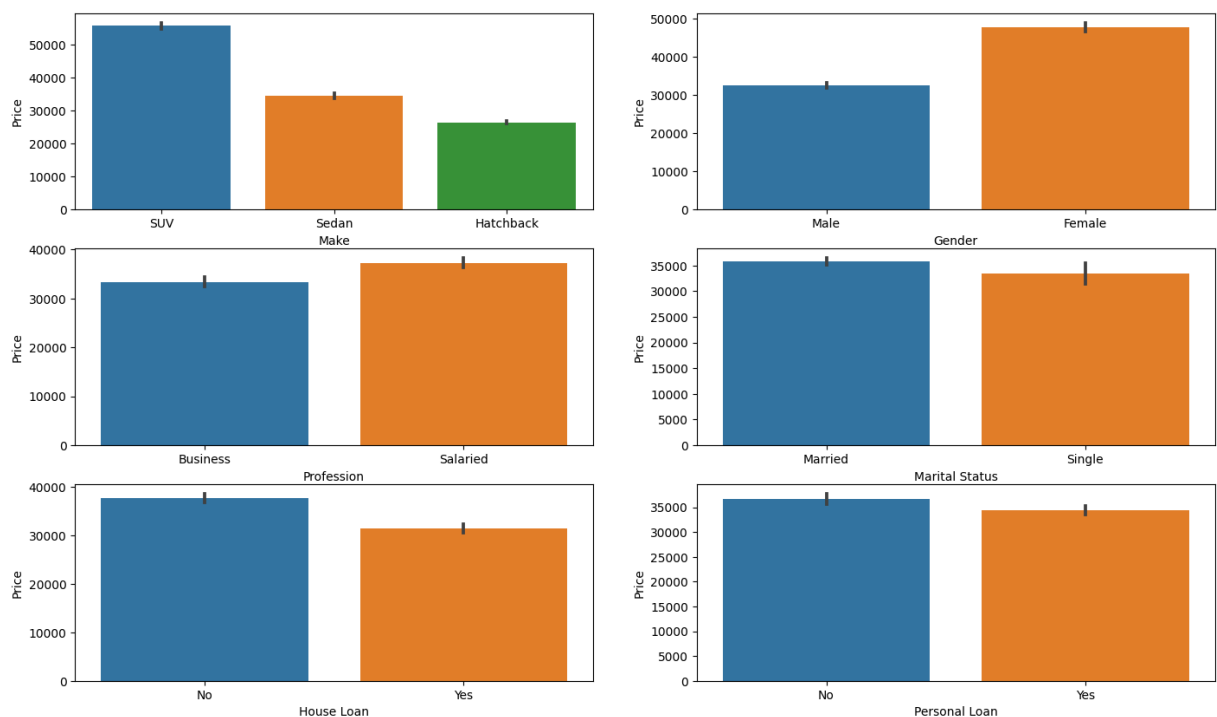 Price
50000
40000
30000
20000
10000
0
SUV
Sedan
Hatchback
Make
Price
50000
40000
30000
20000
10000
0
Male
Female
Gender
Price
40000
30000
20000
10000
0
Business
Salaried
Profession
Price
35000
30000
25000
20000
15000
10000
5000
0
Married
Single
Marital Status
Price
40000
30000
20000
10000
0
No
Yes
House Loan
Price
35000
30000
25000
20000
15000
10000
5000
0
No
Yes
Personal Loan